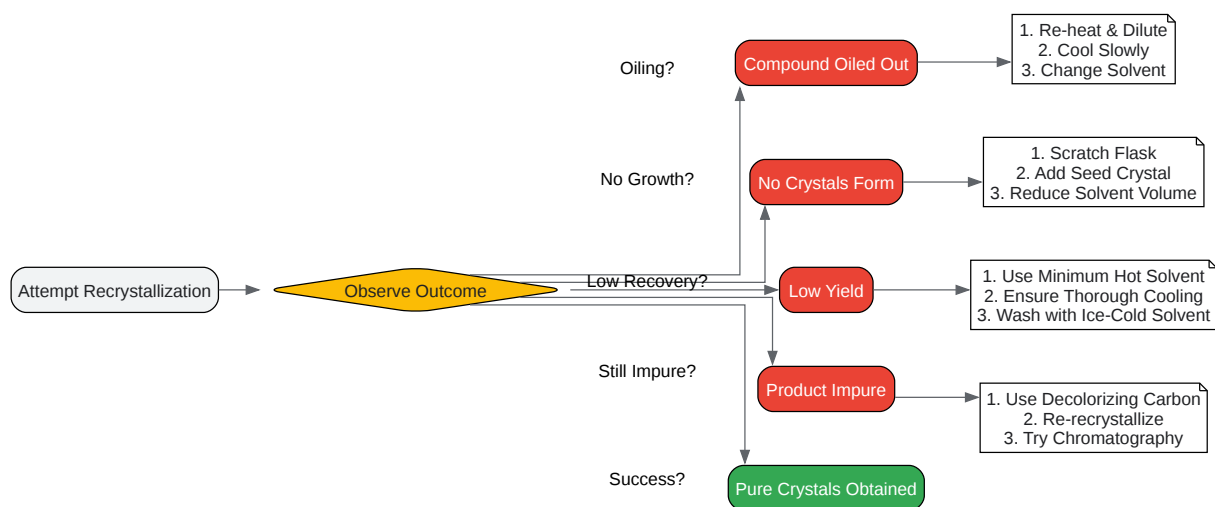 Oiling?
Compound Oiled Out
1. Re-heat & Dilute
2. Cool Slowly
3. Change Solvent
No Growth?
No Crystals Form
1. Scratch Flask
2. Add Seed Crystal
3. Reduce Solvent Volume
Attempt Recrystallization
Observe Outcome
Low Recovery?
Low Yield
1. Use Minimum Hot Solvent
2. Ensure Thorough Cooling
3. Wash with Ice-Cold Solvent
Still Impure?
Product Impure
1. Use Decolorizing Carbon
2. Re-recrystallize
3. Try Chromatography
Success?
Pure Crystals Obtained